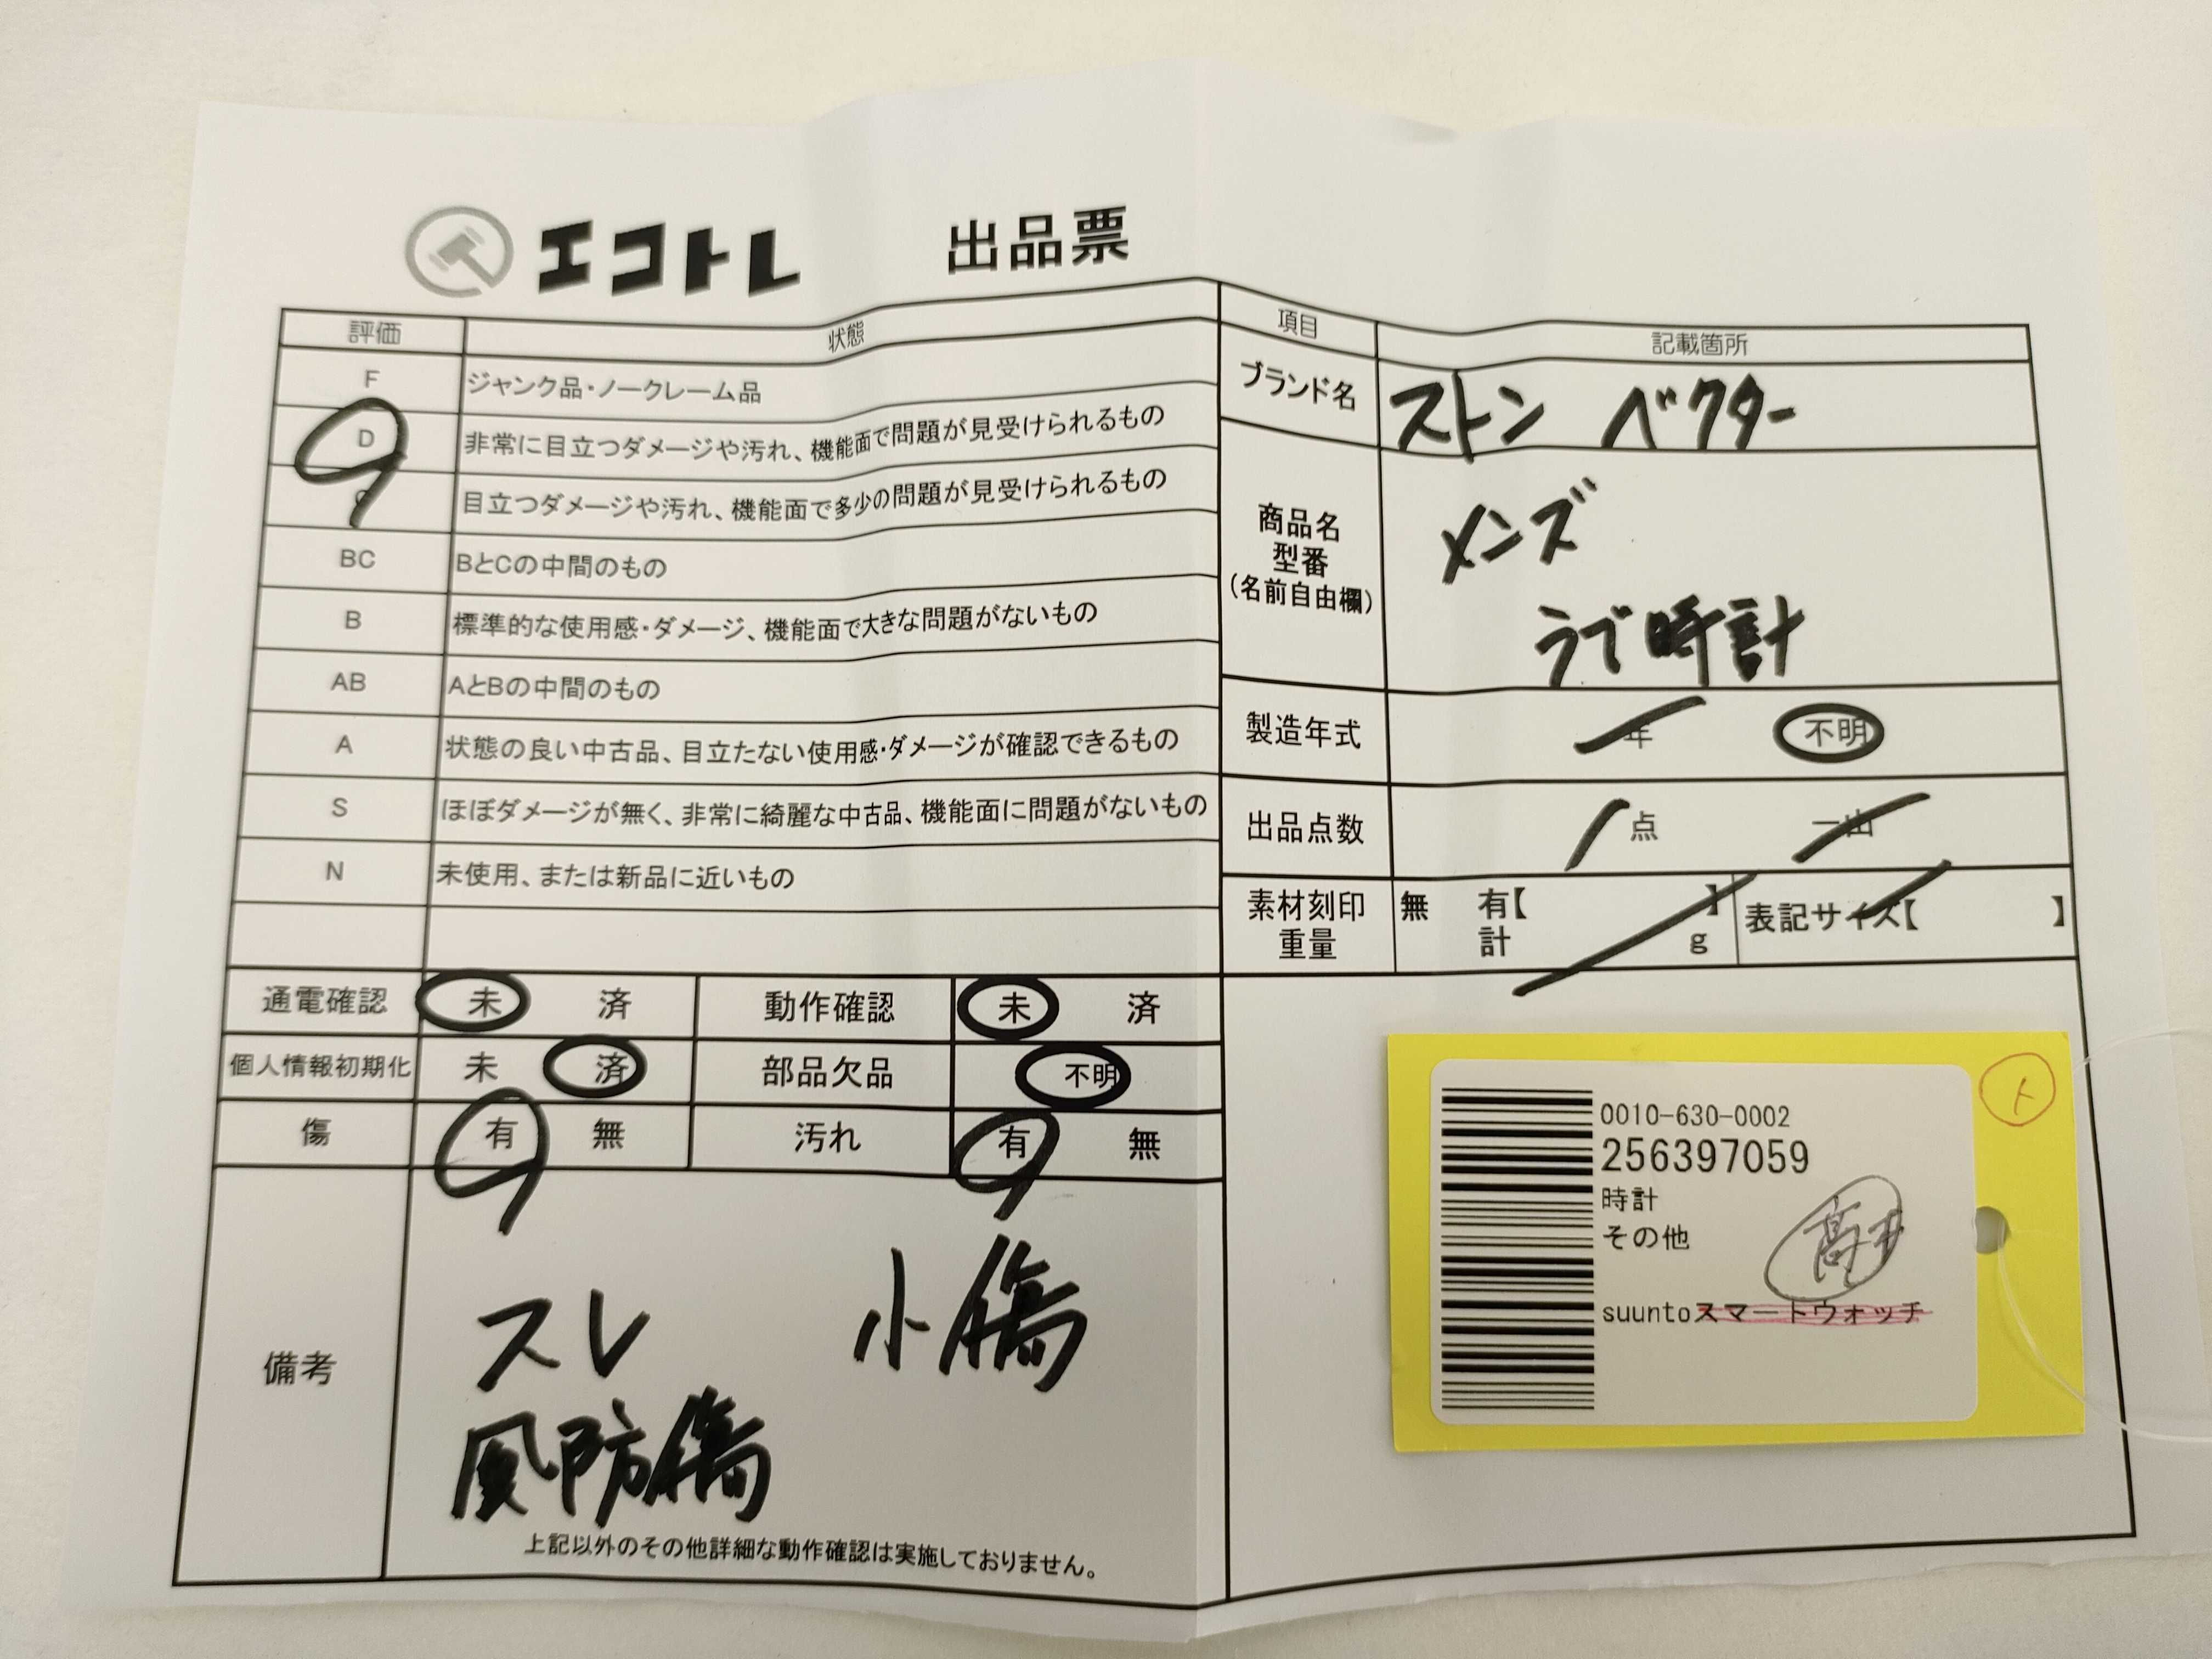 エコトレ 出品票
評価 状態
F ジャンク品・ノークレーム品
D 非常に目立つダメージや汚れ、機能面で問題が見受けられるもの
C 目立つダメージや汚れ、機能面で多少の問題が見受けられるもの
BC BとCの中間のもの
B 標準的な使用感・ダメージ、機能面で大きな問題がないもの
AB AとBの中間のもの
A 状態の良い中古品、目立たない使用感・ダメージが確認できるもの
S ほぼダメージが無く、非常に綺麗な中古品、機能面に問題がないもの
N 未使用、または新品に近いもの
通電確認 未 済 動作確認 未 済
個人情報初期化 未 済 部品欠品 不明
傷 有 無 汚れ 有 無
備考
スレ 小傷
風防傷
上記以外のその他詳細な動作確認は実施しておりません。
項目 記載箇所
ブランド名 ストン ベクター
商品名
型番
(名前自由欄)
メンズ
うで時計
製造年式 年 不明
出品点数 1点 一山
素材刻印 無 有【 】 表記サイズ【 】
重量 計 g
0010-630-0002
256397059
時計
その他
高井
suuntoスマートウォッチ
ト